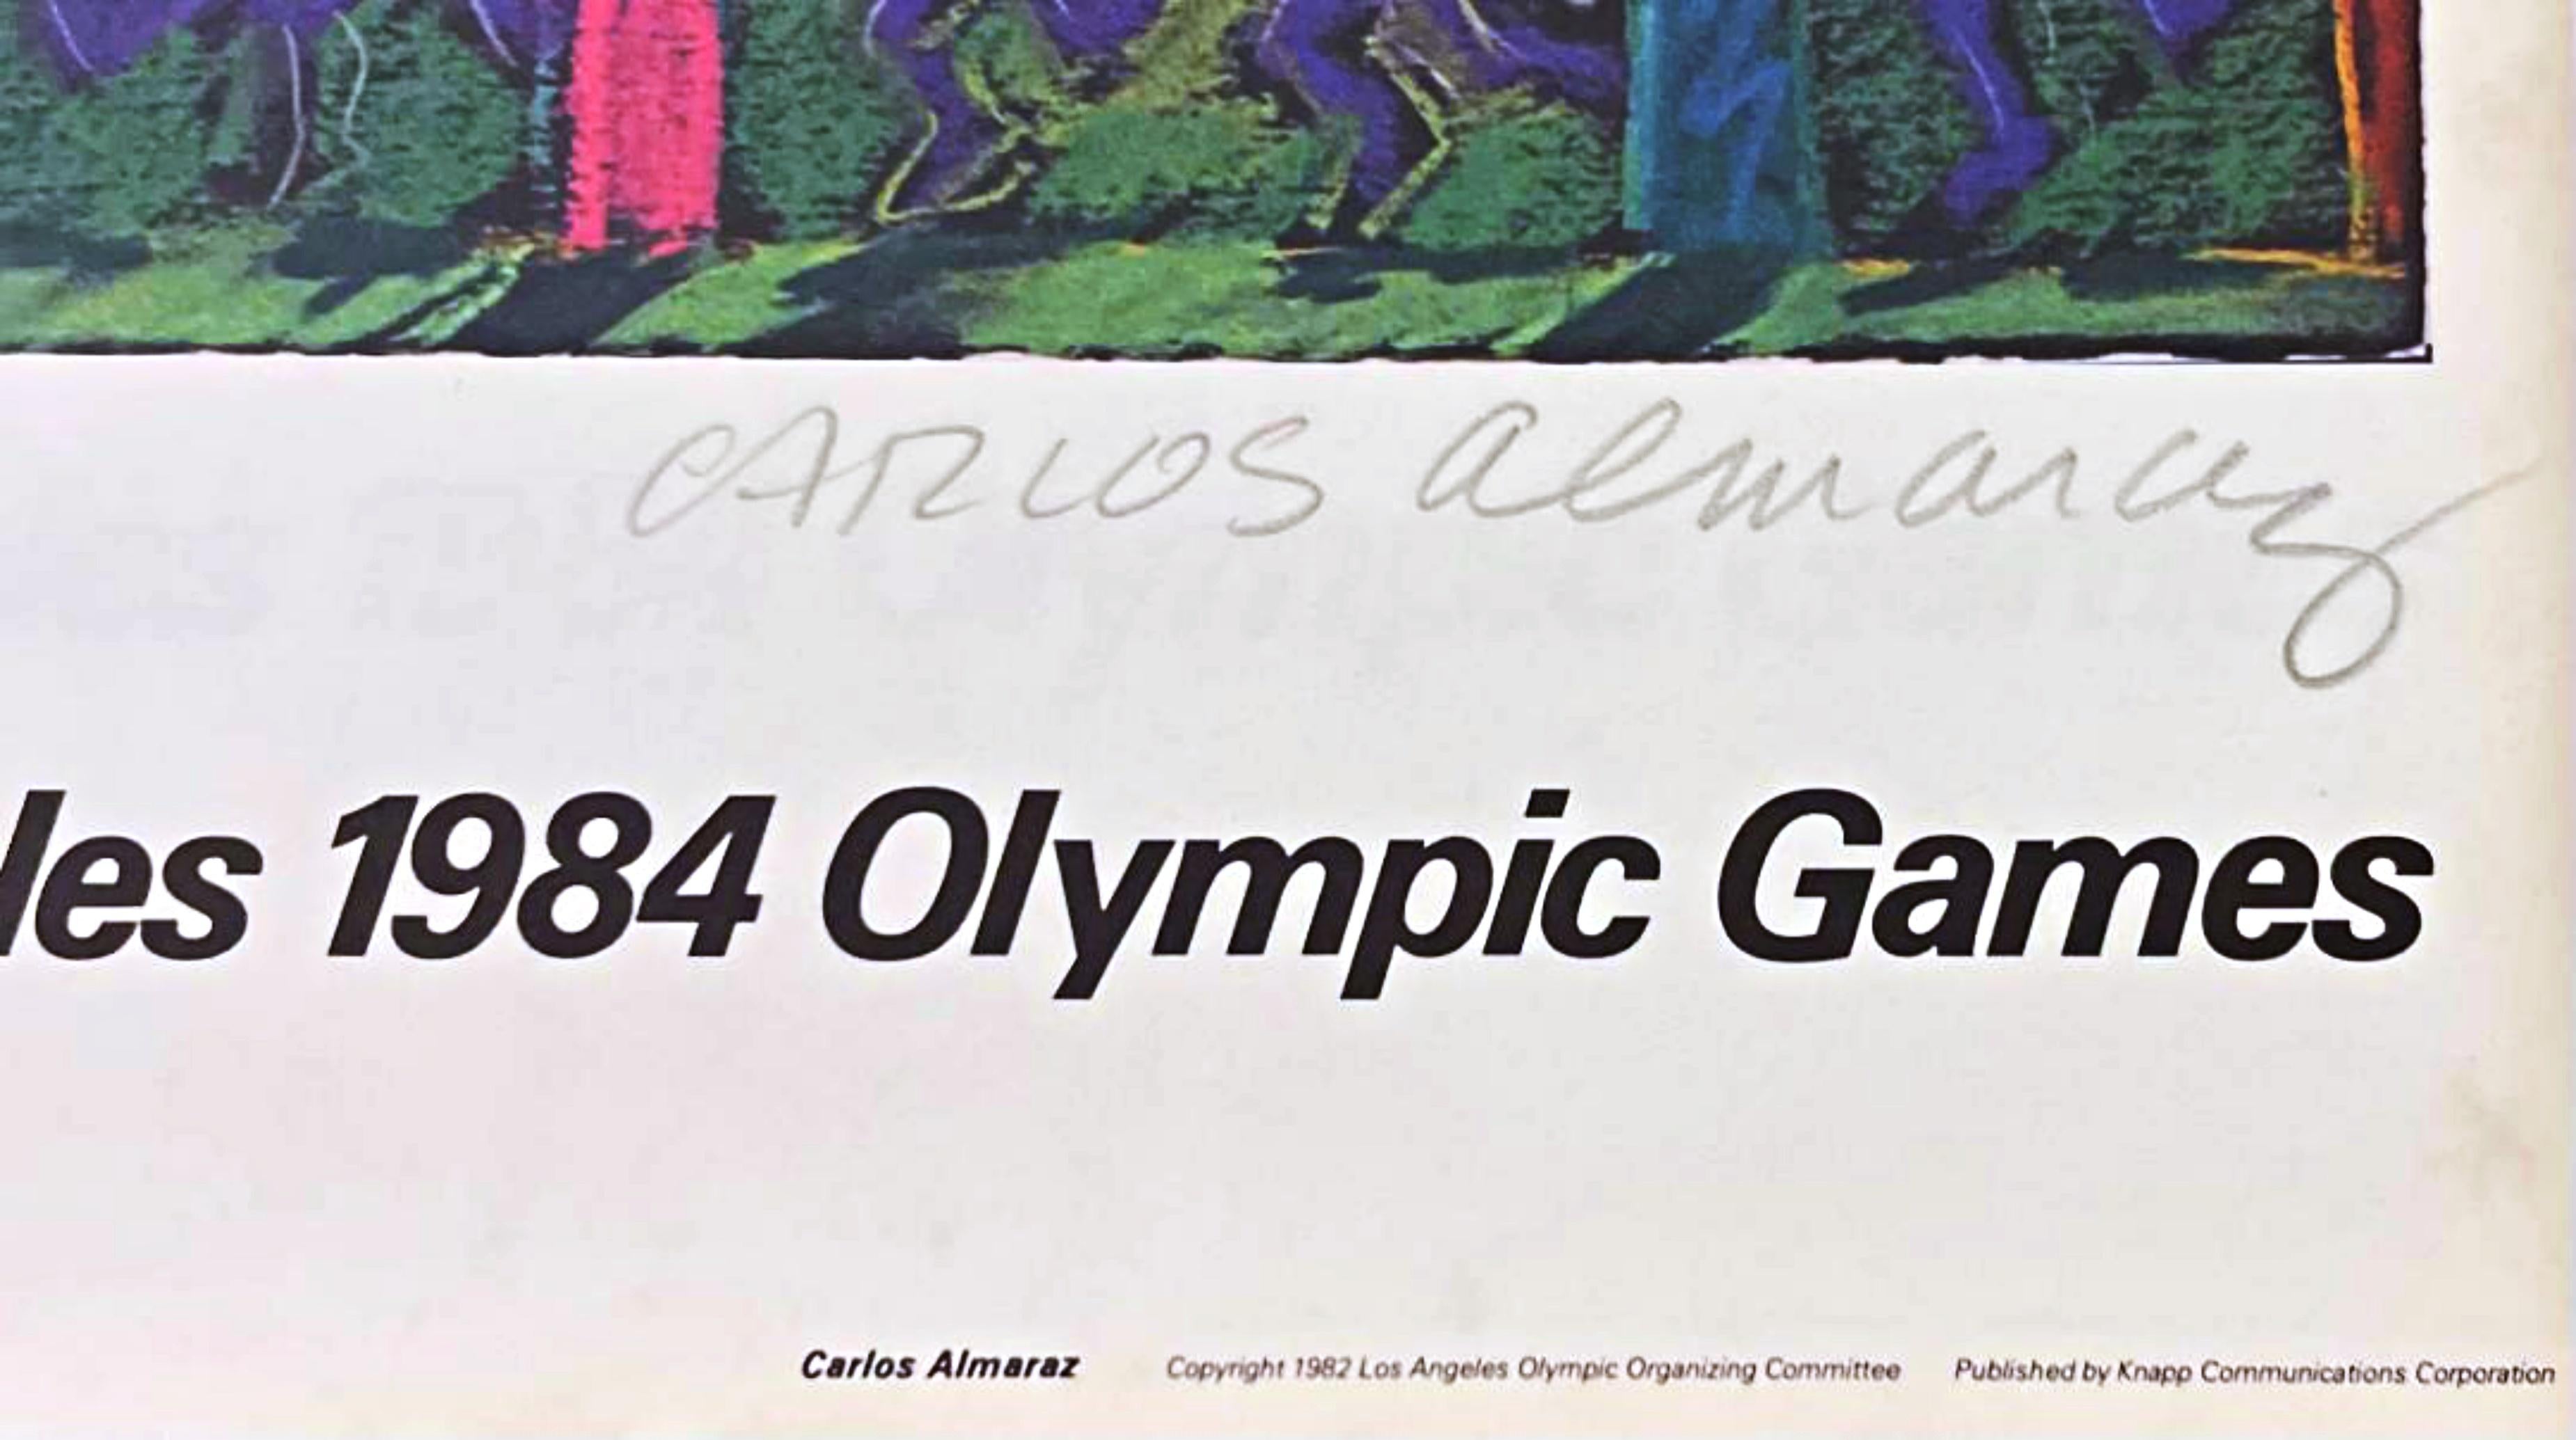 CARLOS Almaraz
les 1984 Olympic Games
Carlos Almaraz Copyright 1982 Los Angeles Olympic Organizing Committee Published by Knapp Communications Corporation